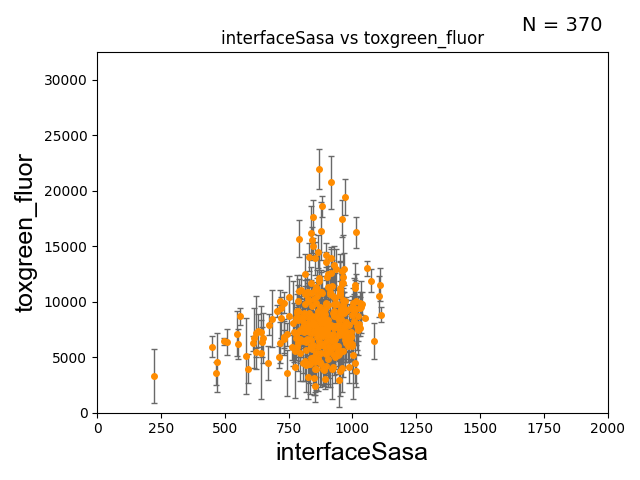 N = 370
interfaceSasa vs toxgreen_fluor
30000
25000
20000
15000
10000
5000
0
toxgreen_fluor
0 250 500 750 1000 1250 1500 1750 2000
interfaceSasa